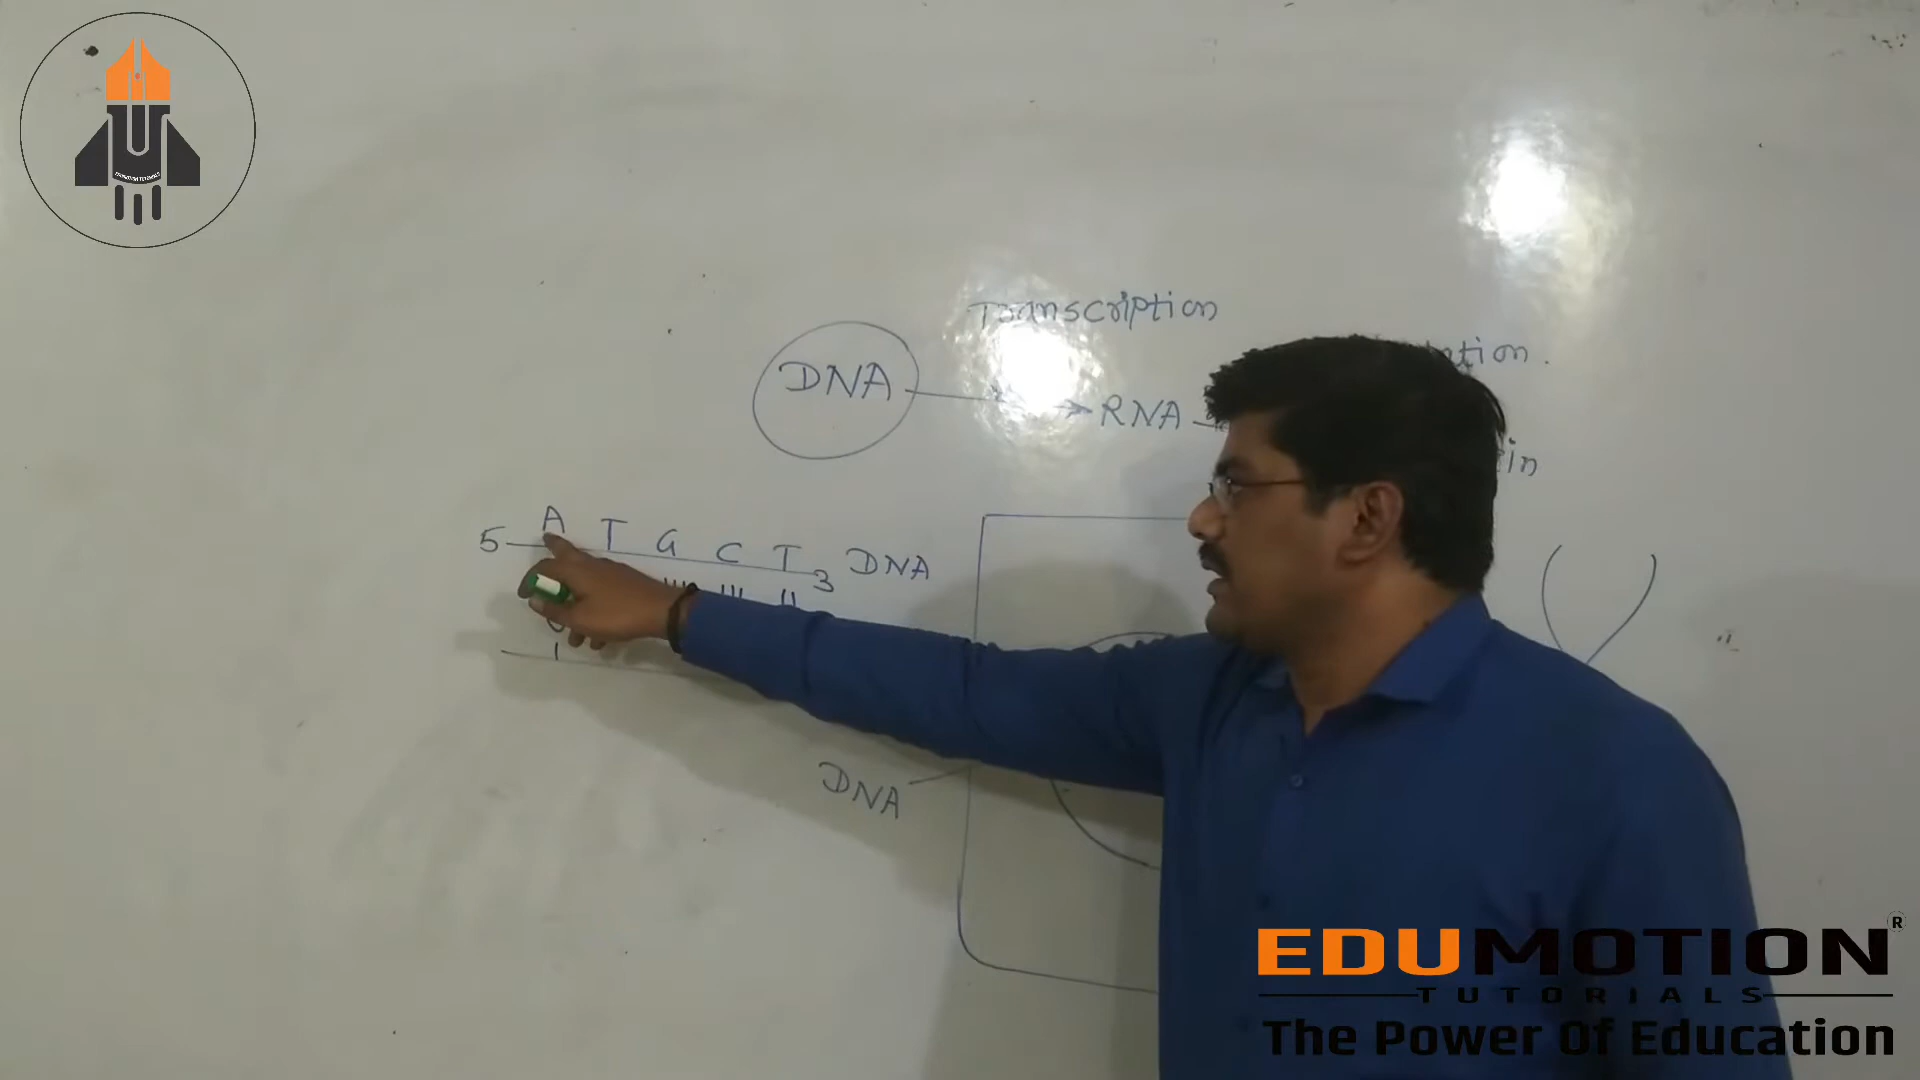 Transcription
DNA
RNA
5 A T G C T 3 DNA
DNA
EDUMOTION®
TUTORIALS
The Power Of Education